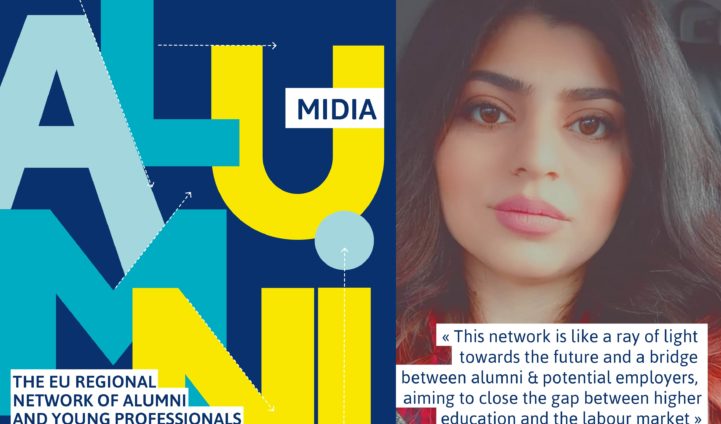 ALUMNI
MIDIA
THE EU REGIONAL
NETWORK OF ALUMNI
AND YOUNG PROFESSIONALS
« This network is like a ray of light
towards the future and a bridge
between alumni & potential employers,
aiming to close the gap between higher
education and the labour market »